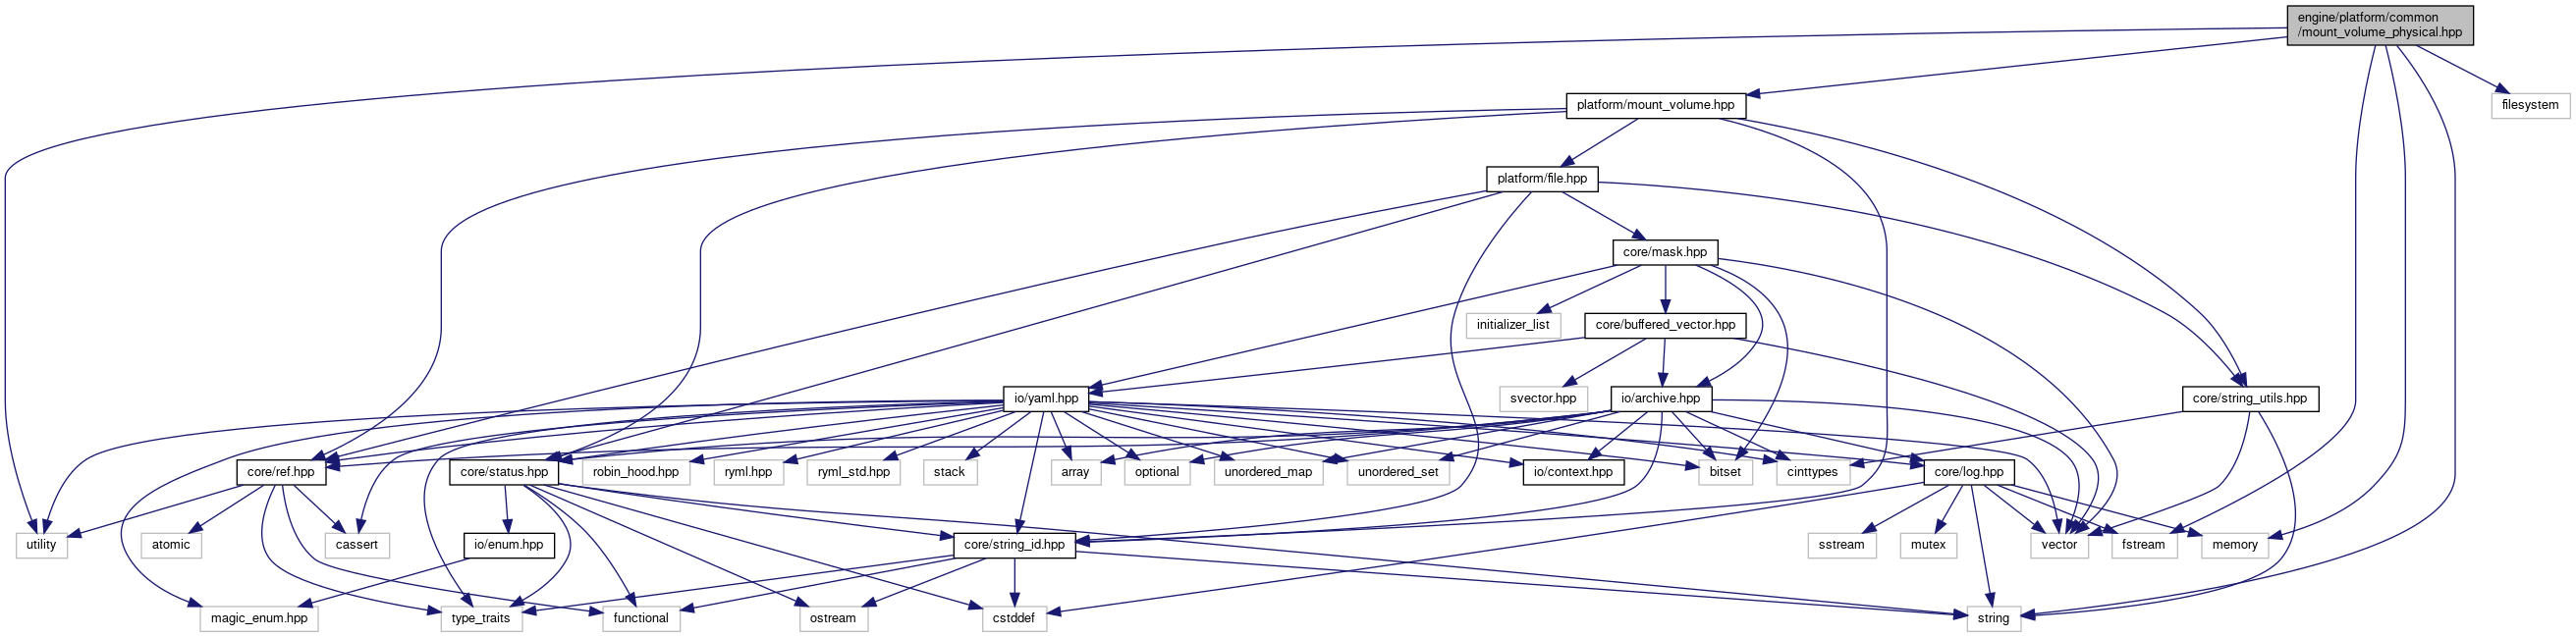 engine/platform/common
/mount_volume_physical.hpp
platform/mount_volume.hpp
filesystem
platform/file.hpp
core/mask.hpp
initializer_list
core/buffered_vector.hpp
io/yaml.hpp
svector.hpp
io/archive.hpp
core/string_utils.hpp
core/ref.hpp
core/status.hpp
robin_hood.hpp
ryml.hpp
ryml_std.hpp
stack
array
optional
unordered_map
unordered_set
io/context.hpp
bitset
cinttypes
core/log.hpp
utility
atomic
cassert
io/enum.hpp
core/string_id.hpp
sstream
mutex
vector
fstream
memory
magic_enum.hpp
type_traits
functional
ostream
cstddef
string